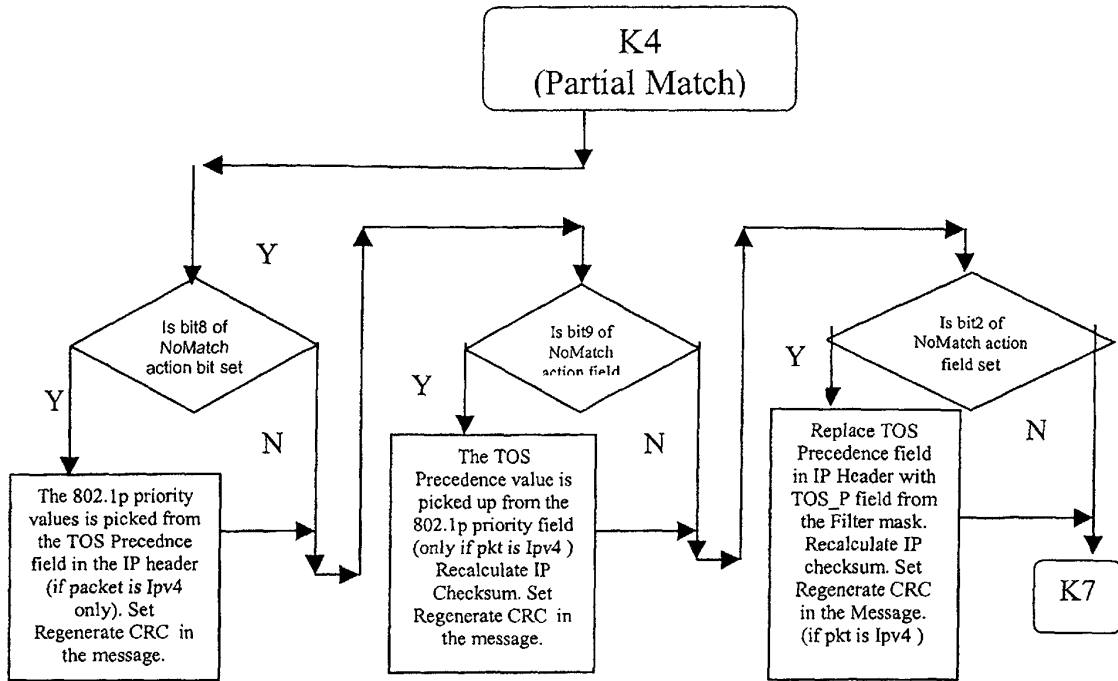 K4
(Partial Match)
Y
Is bit8 of
NoMatch
action bit set
Y
N
The 802.1p priority
values is picked from
the TOS Precednce
field in the IP header
(if packet is Ipv4
only). Set
Regenerate CRC in
the message.
Is bit9 of
NoMatch
action field
Y
N
The TOS
Precedence value is
picked up from the
802.1p priority field
(only if pkt is Ipv4 )
Recalculate IP
Checksum. Set
Regenerate CRC in
the message.
Is bit2 of
NoMatch action
field set
Y
N
Replace TOS
Precedence field
in IP Header with
TOS_P field from
the Filter mask.
Recalculate IP
checksum. Set
Regenerate CRC
in the Message.
(if pkt is Ipv4 )
K7